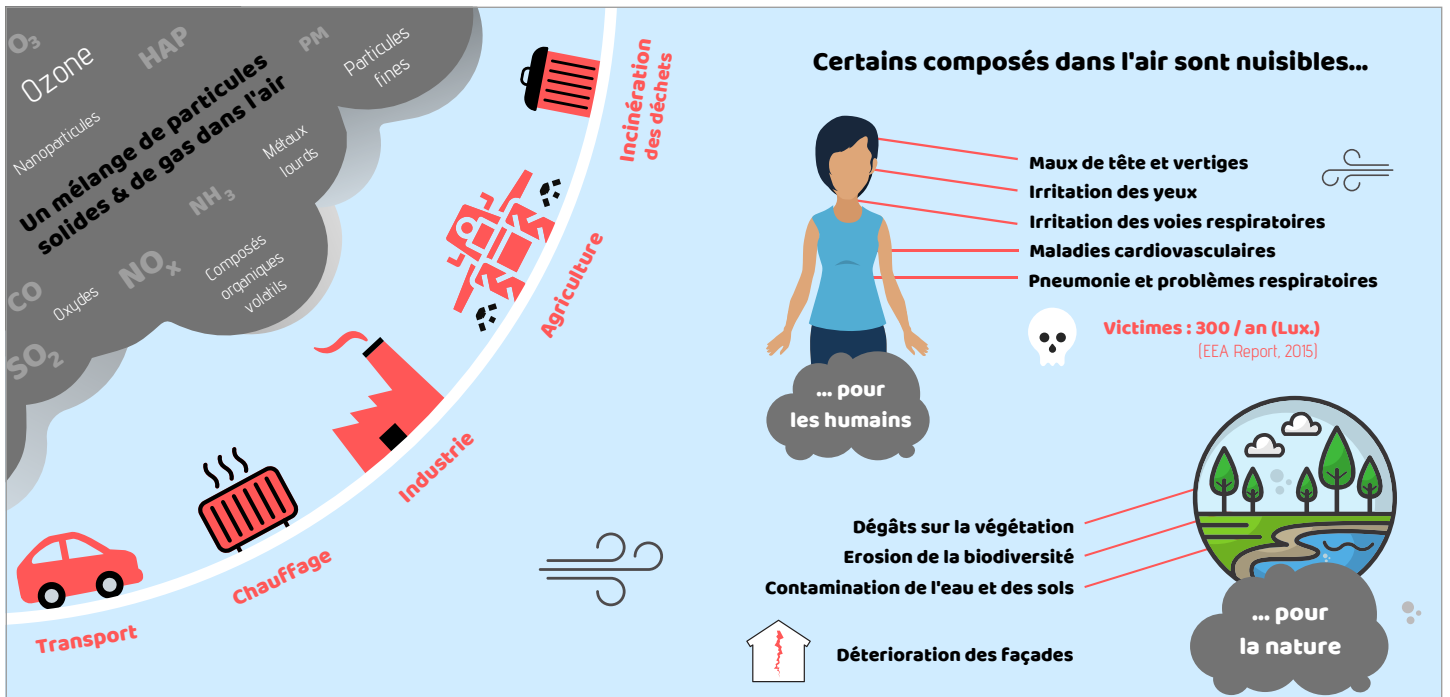 O3
Ozone
HAP
PM
Particules
fines
Nanoparticules
Un mélange de particules
solides & de gas dans l'air
Métaux
lourds
NH3
CO
Oxydes
NOx
Composés
organiques
volatils
SO2
Incinération
des déchets
Agriculture
Industrie
Chauffage
Transport
Certains composés dans l'air sont nuisibles...
Maux de tête et vertiges
Irritation des yeux
Irritation des voies respiratoires
Maladies cardiovasculaires
Pneumonie et problèmes respiratoires
Victimes : 300 / an (Lux.)
(EEA Report, 2015)
... pour
les humains
Dégâts sur la végétation
Erosion de la biodiversité
Contamination de l'eau et des sols
... pour
la nature
Déterioration des façades